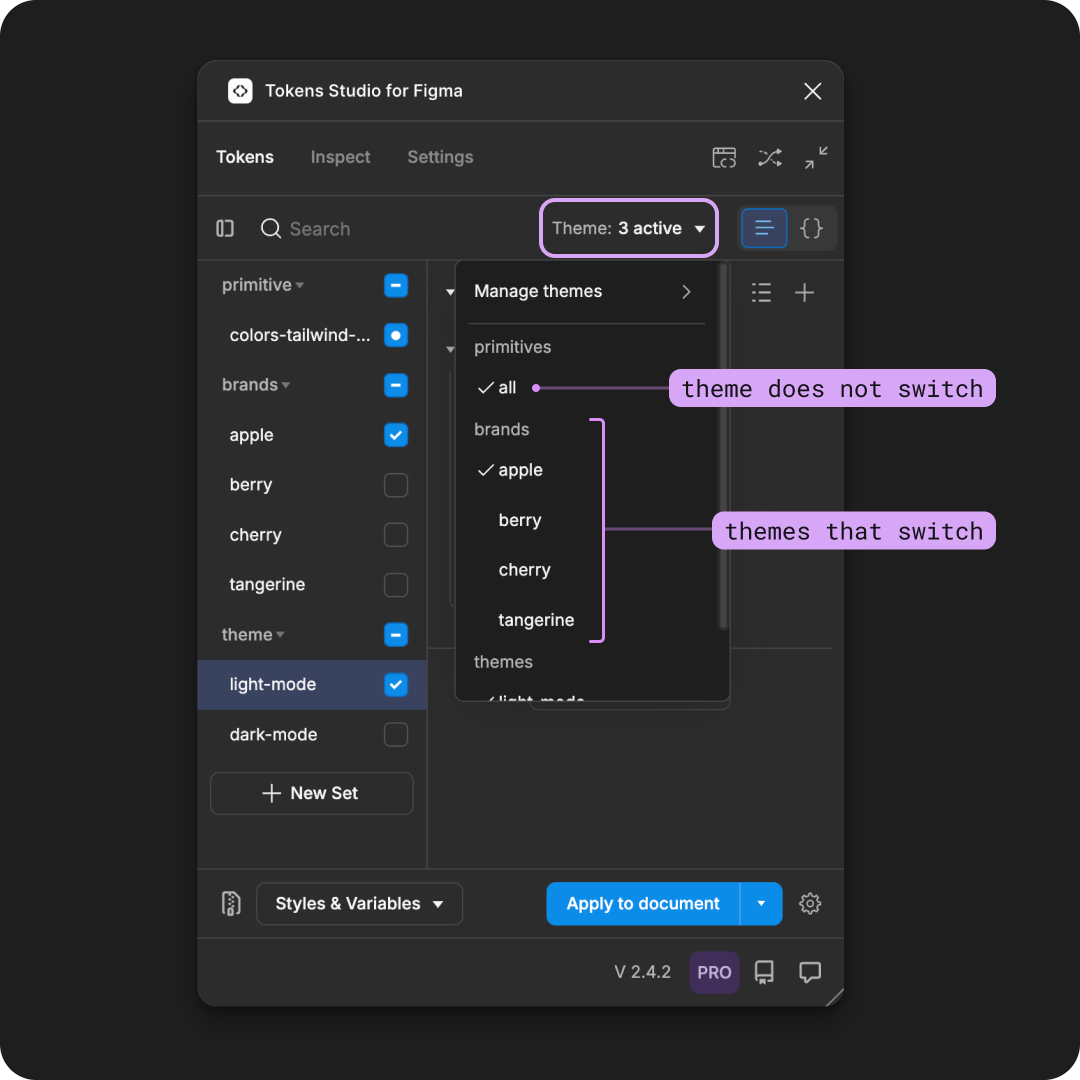 Tokens Studio for Figma
Tokens Inspect Settings
Search
Theme: 3 active
{}
primitive
colors-tailwind-...
brands
apple
berry
cherry
tangerine
theme
light-mode
dark-mode
New Set
Manage themes
primitives
all
theme does not switch
brands
apple
berry
cherry
tangerine
themes that switch
themes
light-mode
Styles & Variables
Apply to document
V 2.4.2
PRO